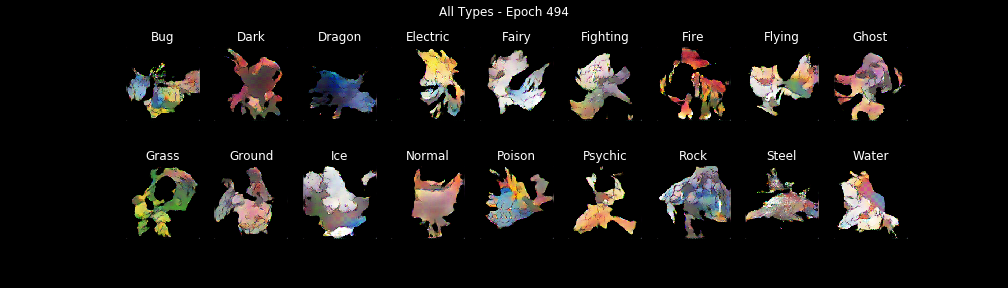 All Types - Epoch 494
Bug Dark Dragon Electric Fairy Fighting Fire Flying Ghost
Grass Ground Ice Normal Poison Psychic Rock Steel Water